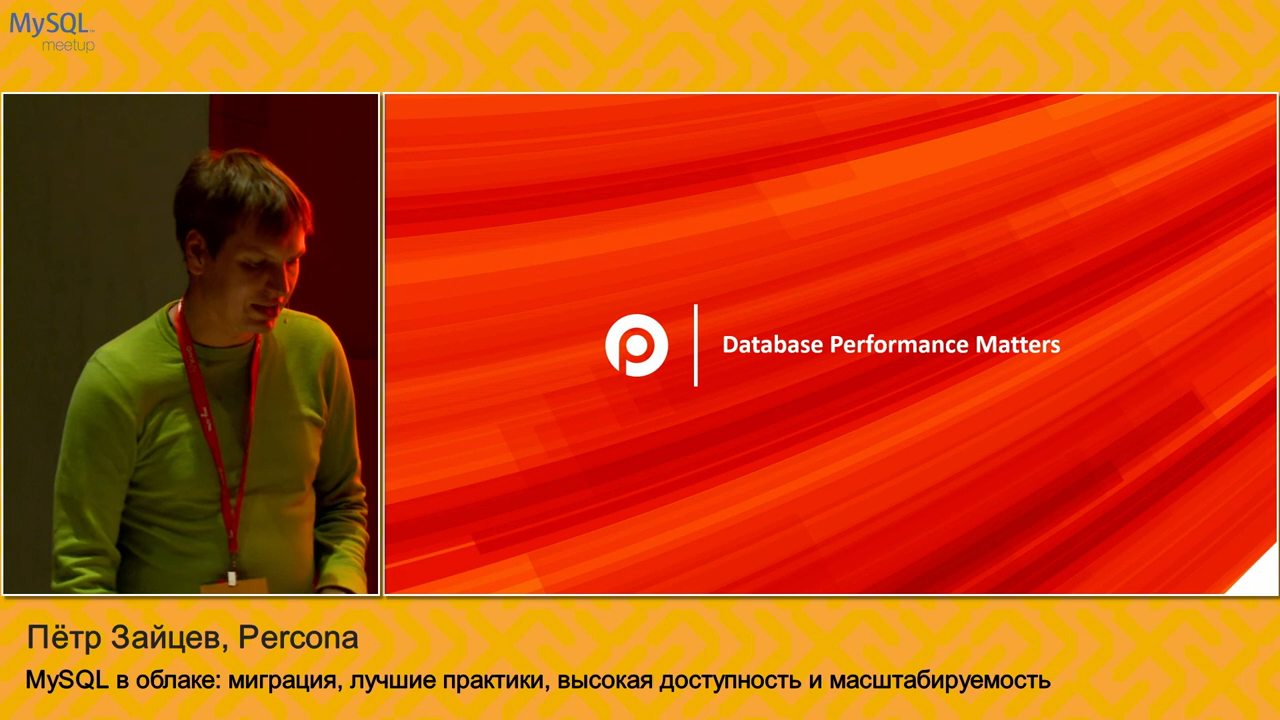 MySQL
meetup
Database Performance Matters
Пётр Зайцев, Percona
MySQL в облаке: миграция, лучшие практики, высокая доступность и масштабируемость